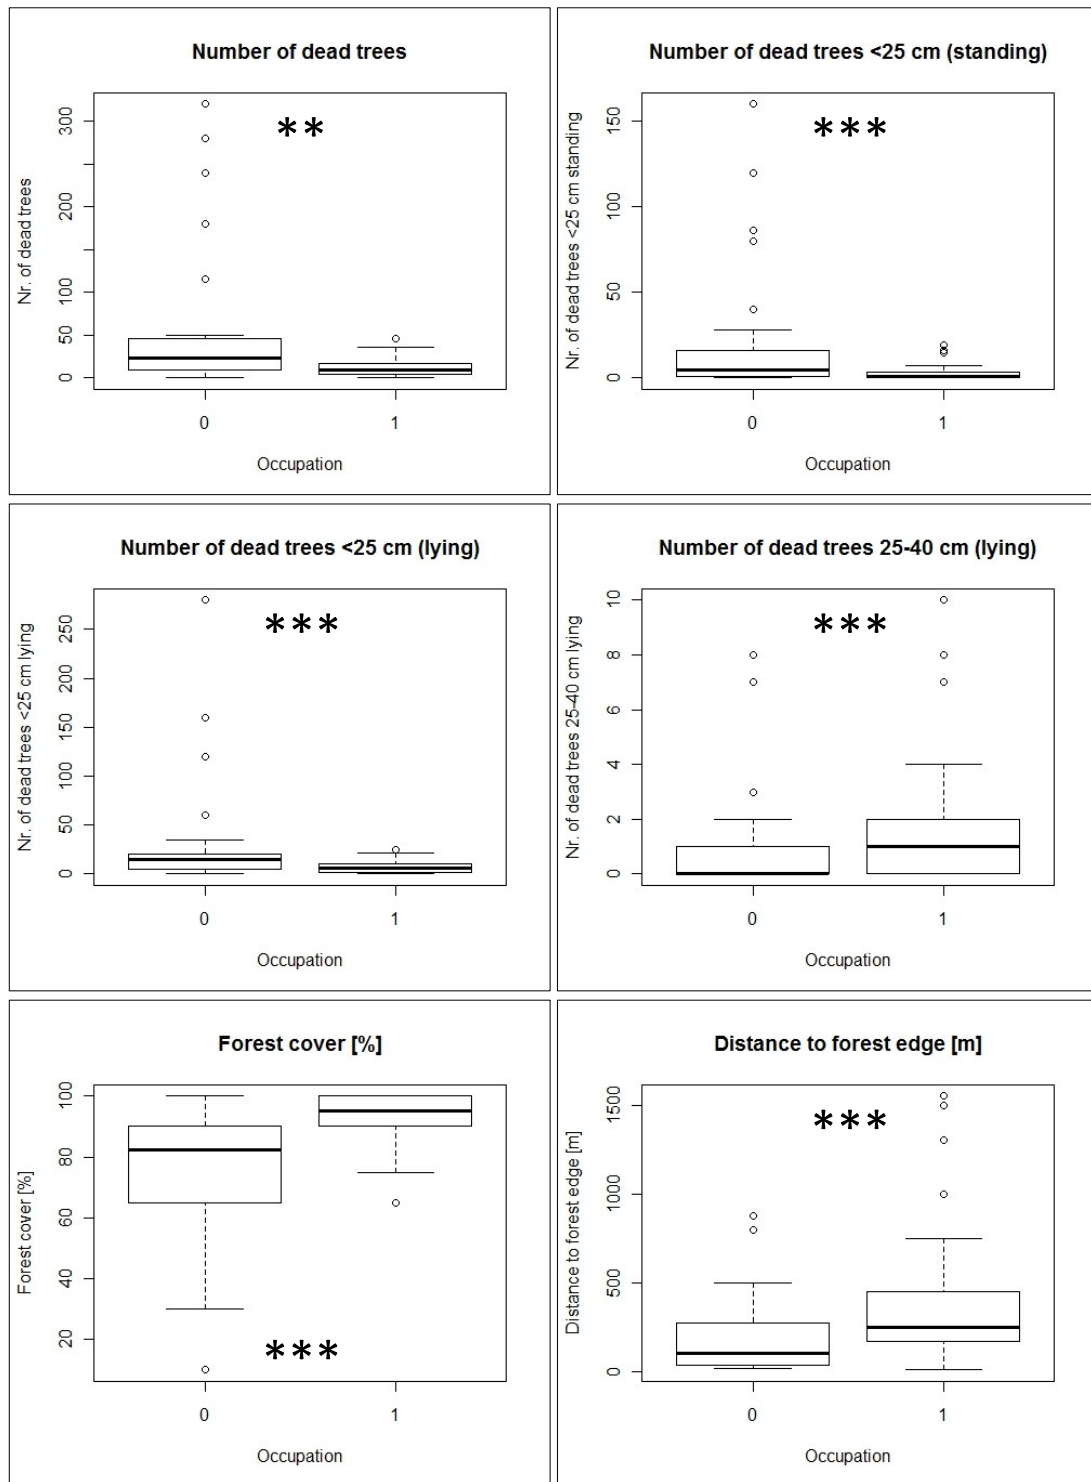 Number of dead trees
Nr. of dead trees
300
200
100
50
0
**
0 1
Occupation
Number of dead trees <25 cm (standing)
Nr. of dead trees <25 cm standing
150
100
50
0
***
0 1
Occupation
Number of dead trees <25 cm (lying)
Nr. of dead trees <25 cm lying
250
200
150
100
50
0
***
0 1
Occupation
Number of dead trees 25-40 cm (lying)
Nr. of dead trees 25-40 cm lying
10
8
6
4
2
0
***
0 1
Occupation
Forest cover [%]
Forest cover [%]
100
80
60
40
20
***
0 1
Occupation
Distance to forest edge [m]
Distance to forest edge [m]
1500
1000
500
0
***
0 1
Occupation